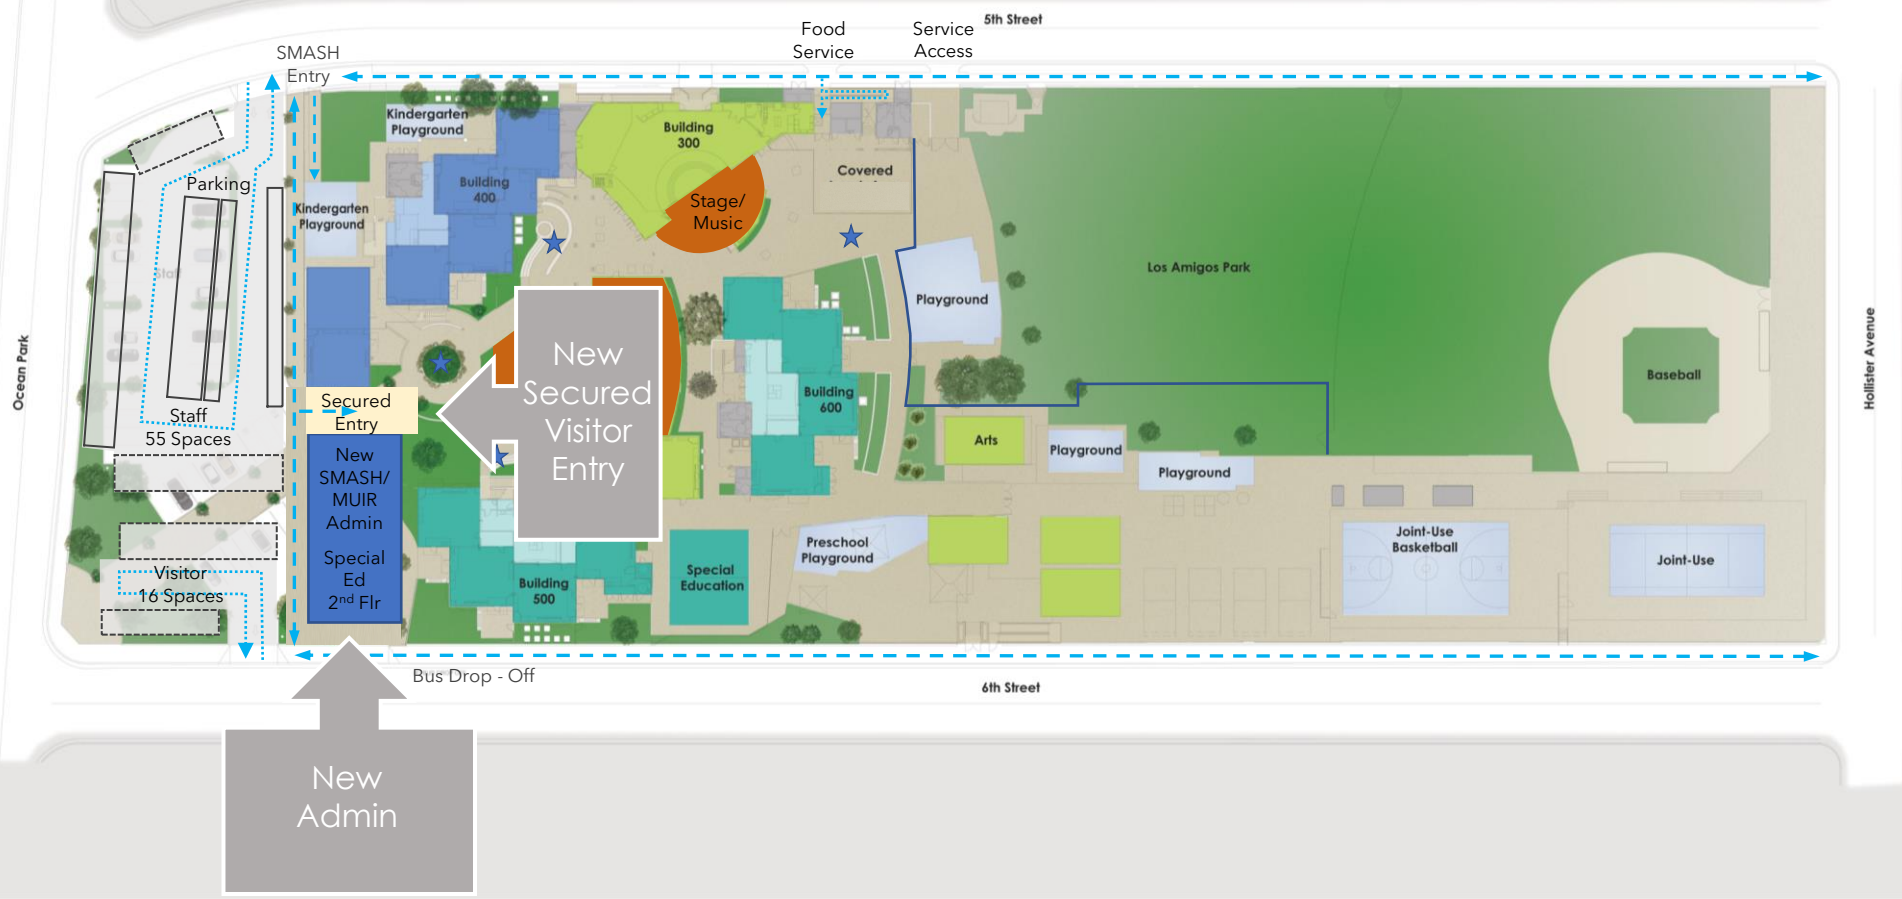 5th Street
Food
Service
Service
Access
SMASH
Entry
Kindergarten
Playground
Building
300
Covered
Parking
Building
400
Stage/
Music
Kindergarten
Playground
Staff
Los Amigos Park
Playground
Ocean Park
Hollister Avenue
New
Secured
Visitor
Entry
Baseball
Building
600
Secured
Entry
Staff
55 Spaces
Arts
Playground
Playground
New
SMASH/
MUIR
Admin
Special
Ed
2nd Flr
Preschool
Playground
Joint-Use
Basketball
Joint-Use
Visitor
16 Spaces
Building
500
Special
Education
Bus Drop - Off
6th Street
New
Admin